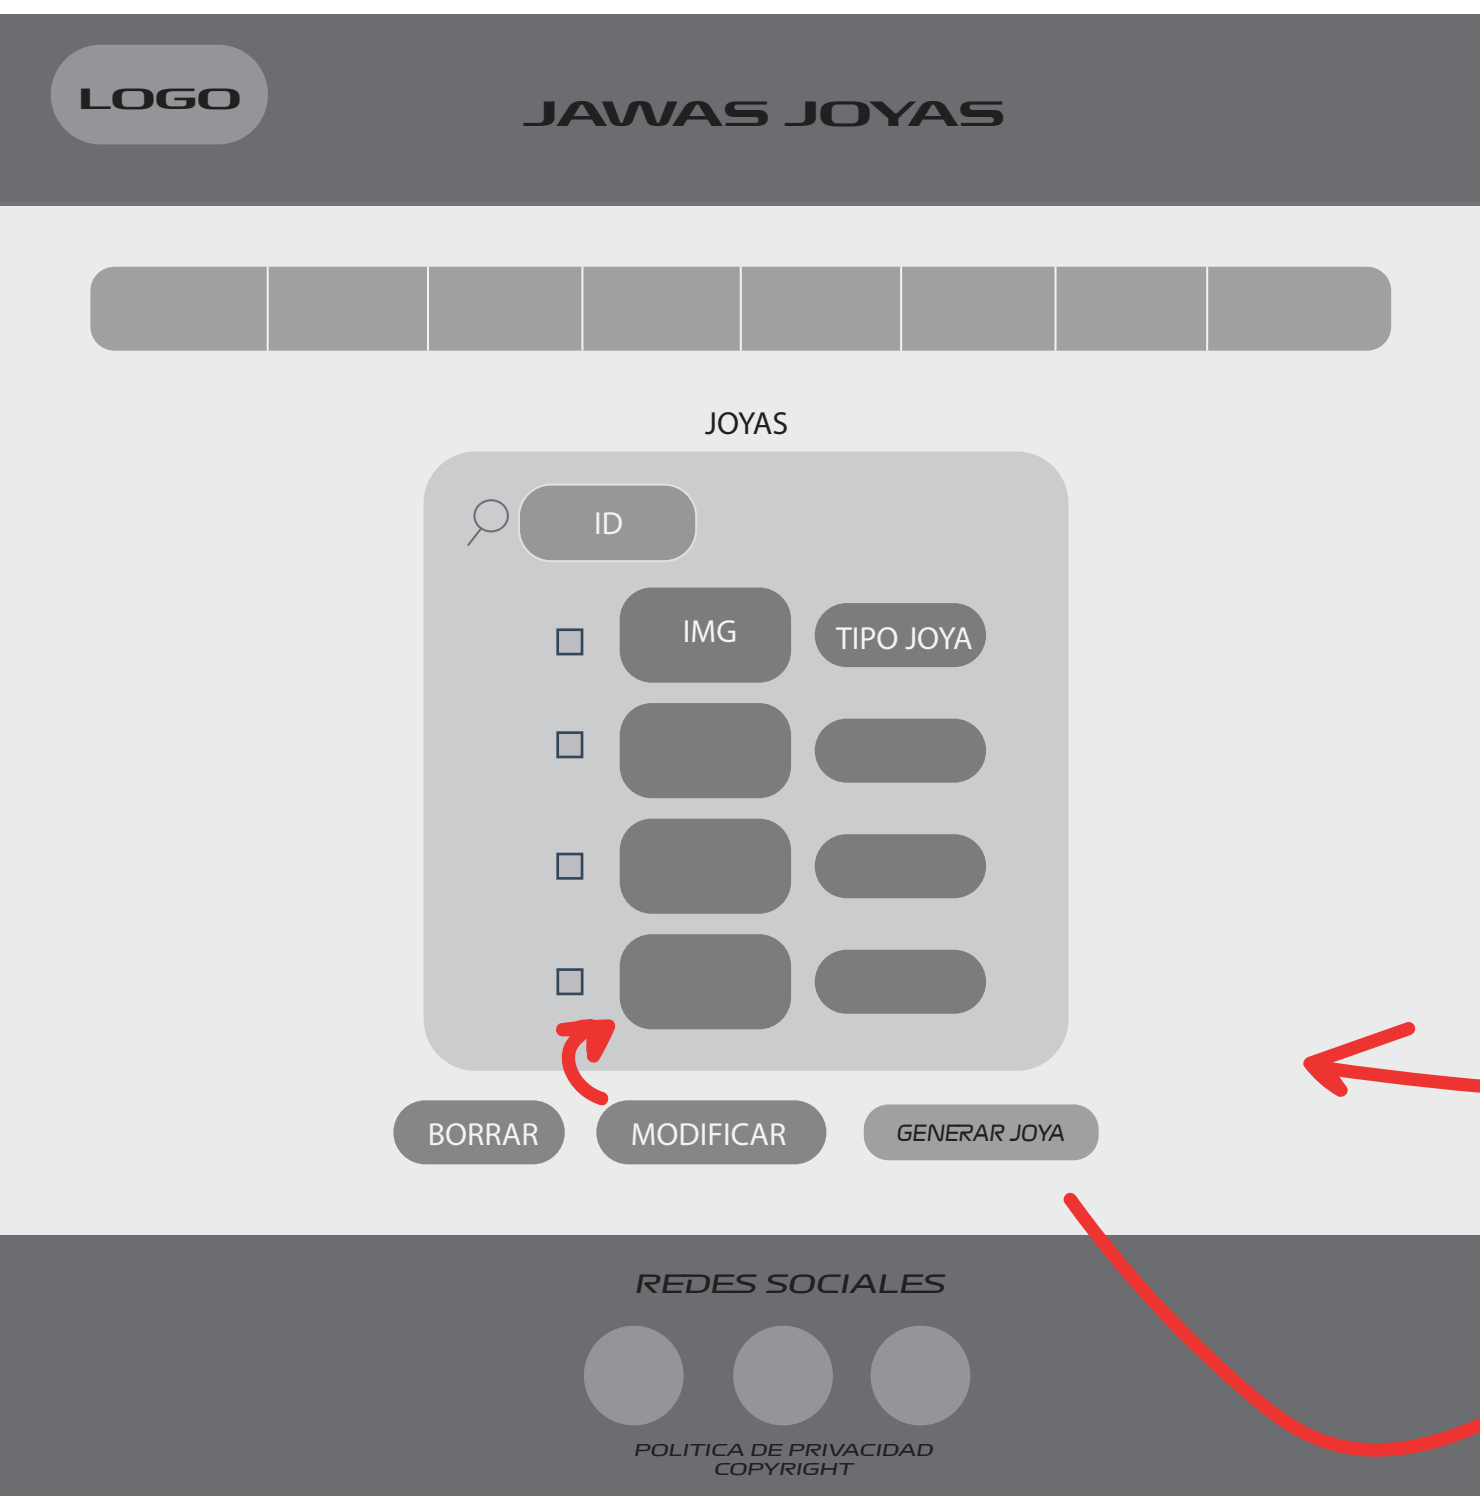 LOGO
JAWAS JOYAS
JOYAS
ID
IMG
TIPO JOYA
BORRAR
MODIFICAR
GENERAR JOYA
REDES SOCIALES
POLITICA DE PRIVACIDAD
COPYRIGHT